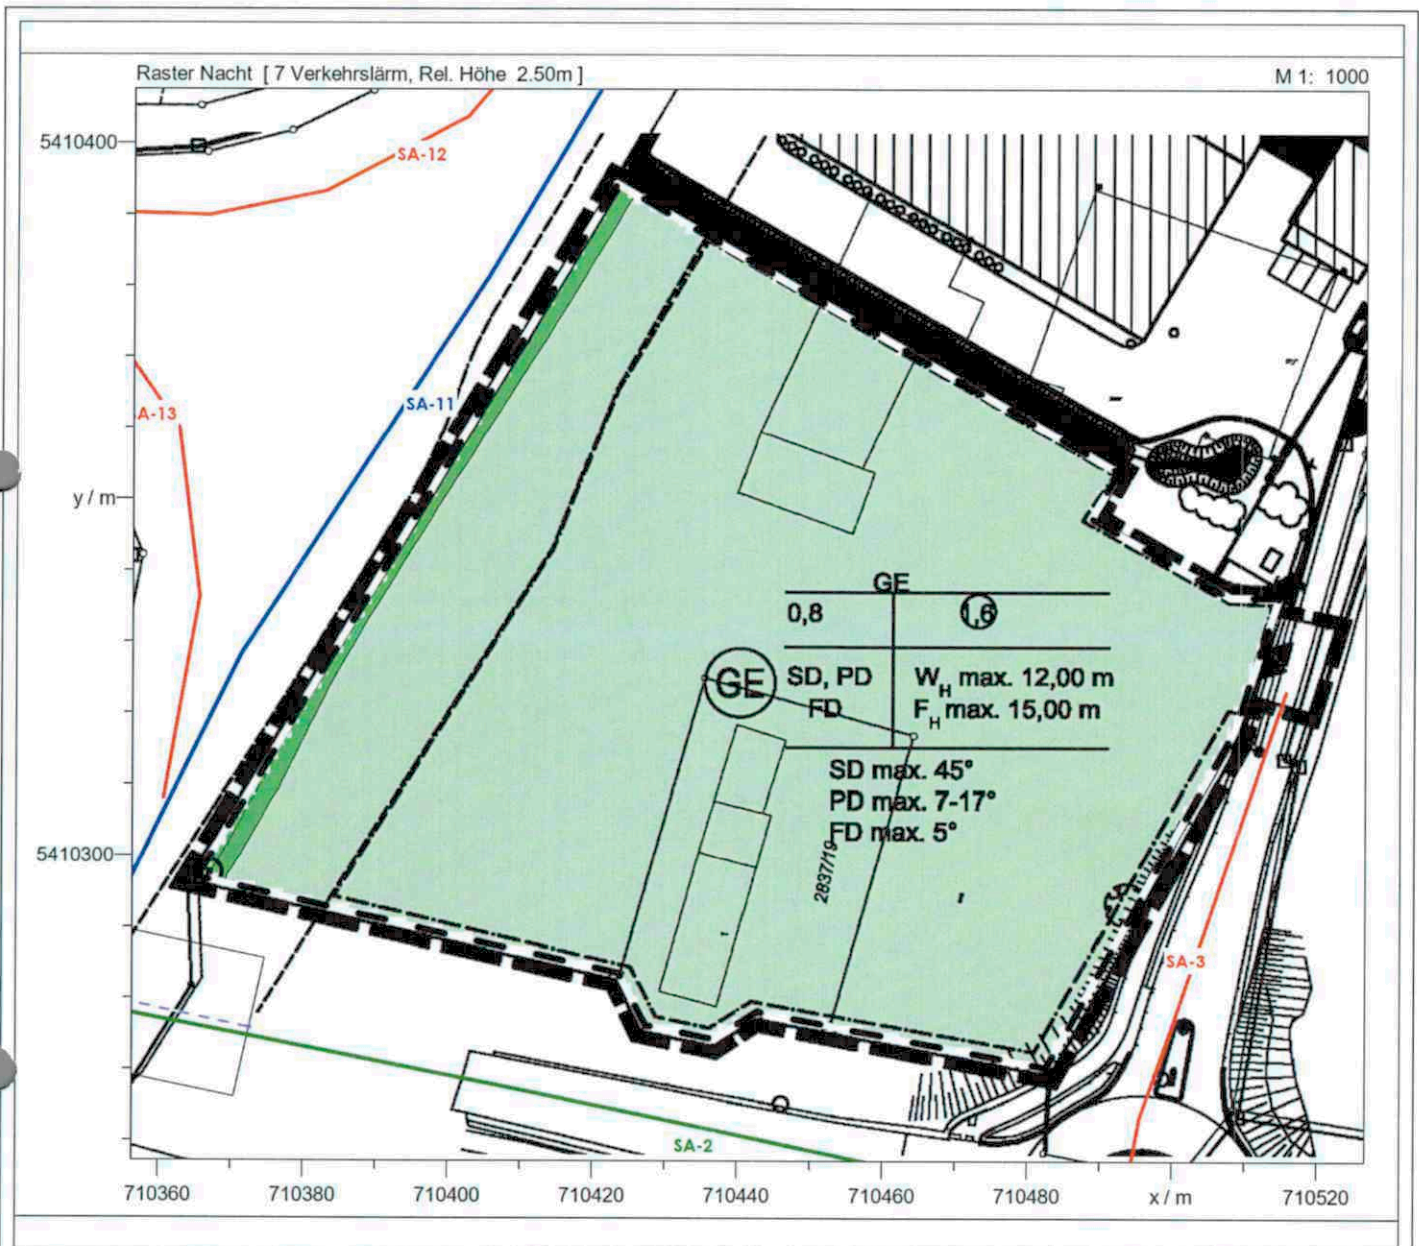 Raster Nacht [ 7 Verkehrslärm, Rel. Höhe 2.50m ]
M 1: 1000
5410400
SA-12
A-13
SA-11
y / m
GE
0,8
1,6
GE
SD, PD
FD
WH max. 12,00 m
FH max. 15,00 m
SD max. 45°
PD max. 7-17°
FD max. 5°
5410300
2837/19
SA-3
SA-2
710360
710380
710400
710420
710440
710460
710480
x / m
710520